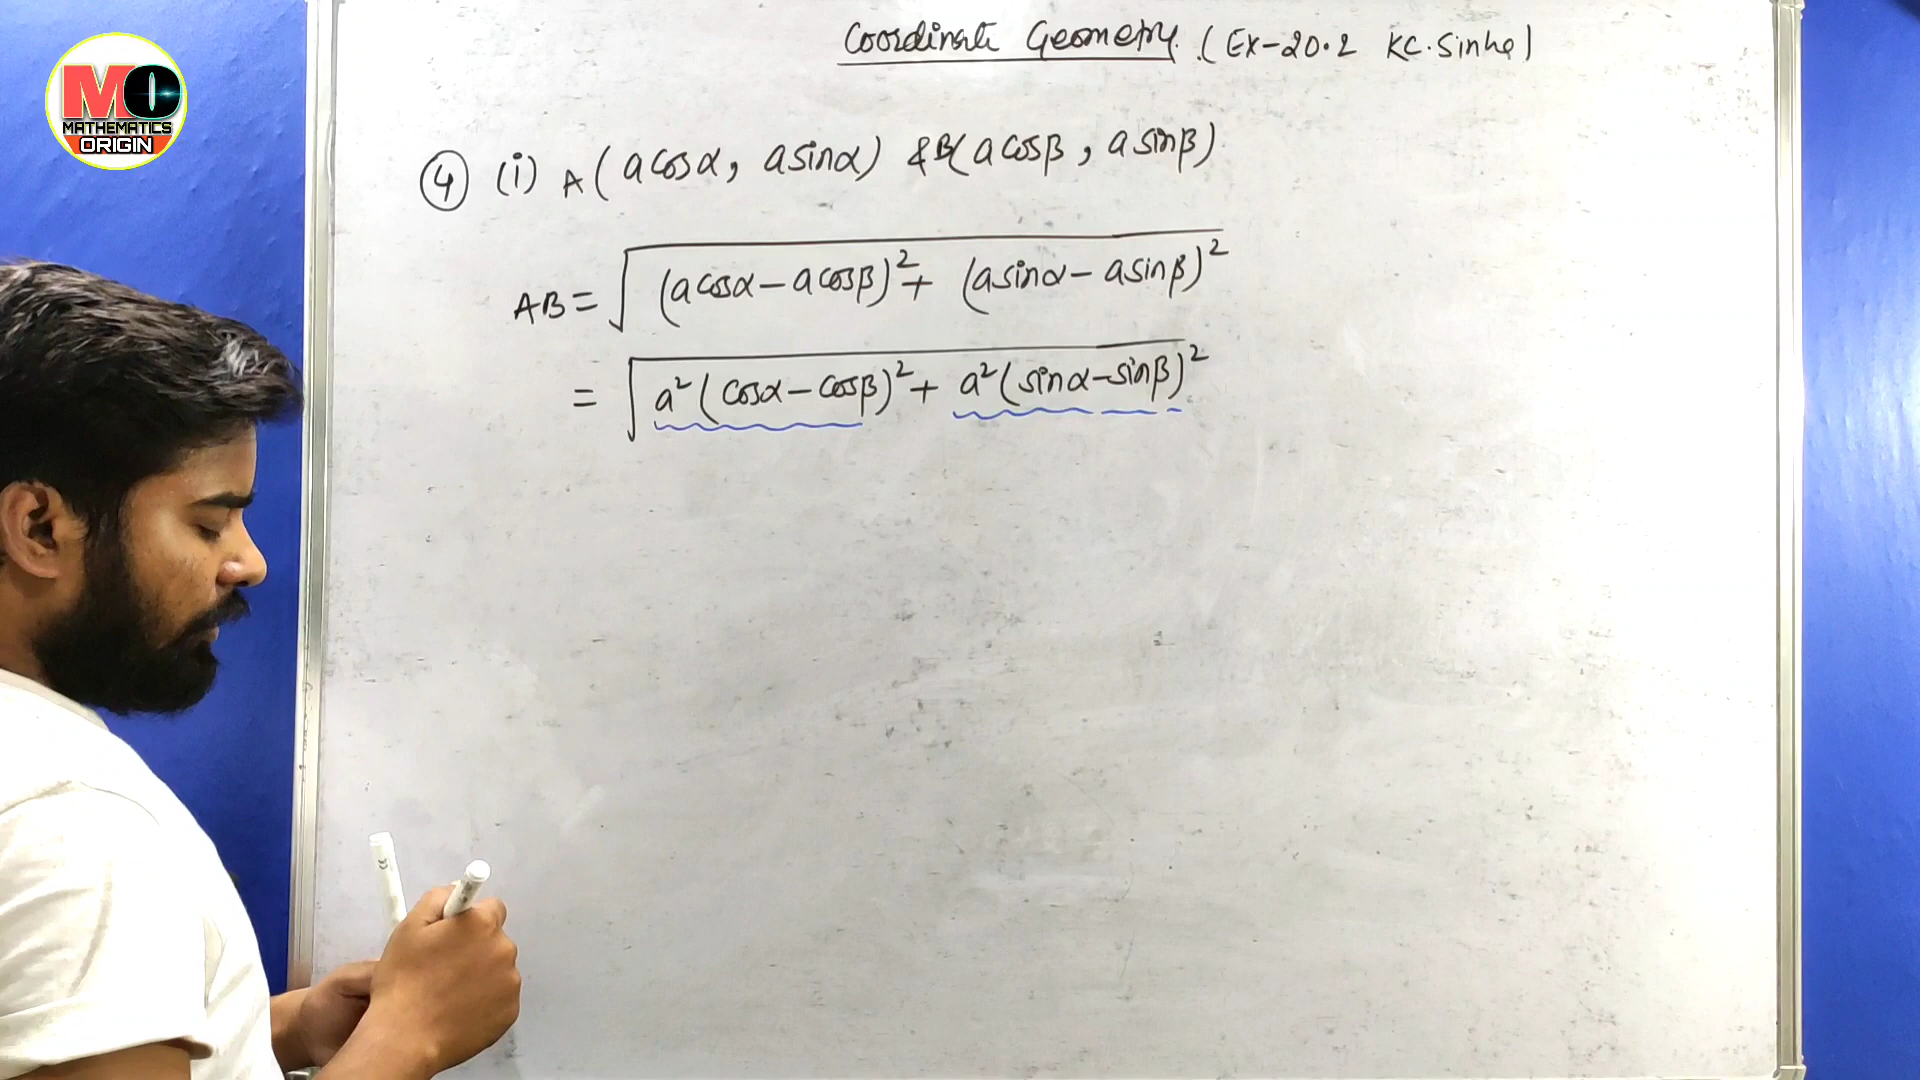 MO
MATHEMATICS
ORIGIN
Coordinate Geometry. (Ex-20.2 KC.Sinha)
④ (i) A(a cosα, a sinα) & B(a cosβ, a sinβ)
AB = √((a cosα - a cosβ)² + (a sinα - a sinβ)²)
= √(a²(cosα - cosβ)² + a²(sinα - sinβ)²)